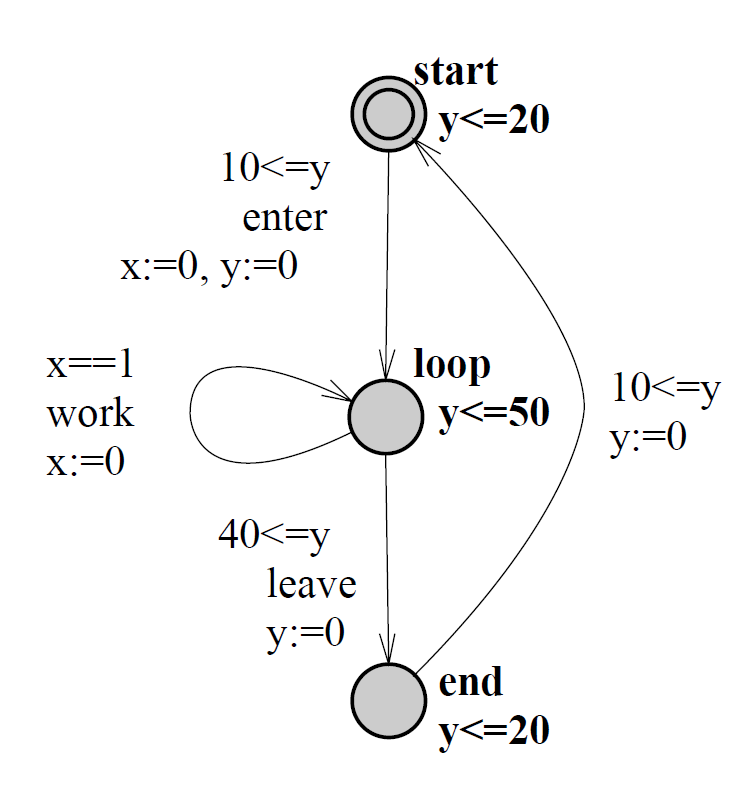 start
y<=20
10<=y
enter
x:=0, y:=0
x==1
work
x:=0
loop
y<=50
10<=y
y:=0
40<=y
leave
y:=0
end
y<=20